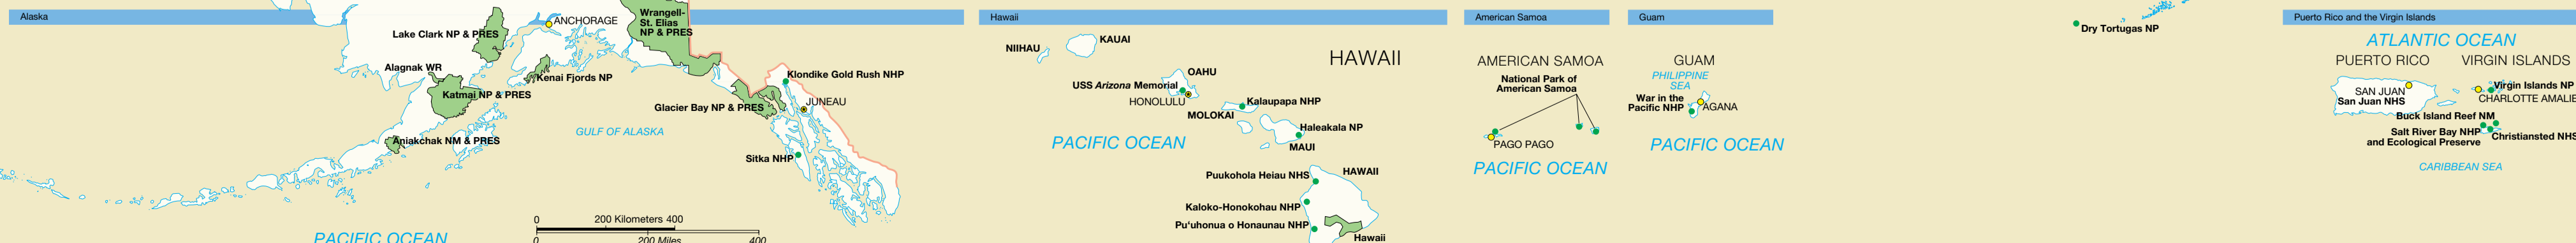 Alaska
Hawaii
American Samoa
Guam
Puerto Rico and the Virgin Islands
ANCHORAGE
Wrangell-
St. Elias
NP & PRES
Lake Clark NP & PRES
Alagnak WR
Kenai Fjords NP
Katmai NP & PRES
Aniakchak NM & PRES
GULF OF ALASKA
Klondike Gold Rush NHP
Glacier Bay NP & PRES
JUNEAU
Sitka NHP
0
200 Kilometers 400
0
200 Miles
400
PACIFIC OCEAN
NIIHAU
KAUAI
HAWAII
OAHU
USS Arizona Memorial
HONOLULU
Kalaupapa NHP
MOLOKAI
Haleakala NP
MAUI
PACIFIC OCEAN
Puukohola Heiau NHS
HAWAII
Kaloko-Honokohau NHP
Pu'uhonua o Honaunau NHP
Hawaii
AMERICAN SAMOA
National Park of
American Samoa
PAGO PAGO
PACIFIC OCEAN
GUAM
PHILIPPINE
SEA
War in the
Pacific NHP
AGANA
PACIFIC OCEAN
Dry Tortugas NP
ATLANTIC OCEAN
PUERTO RICO
VIRGIN ISLANDS
SAN JUAN
San Juan NHS
Virgin Islands NP
CHARLOTTE AMALIE
Buck Island Reef NM
Salt River Bay NHP
and Ecological Preserve
Christiansted NHS
CARIBBEAN SEA